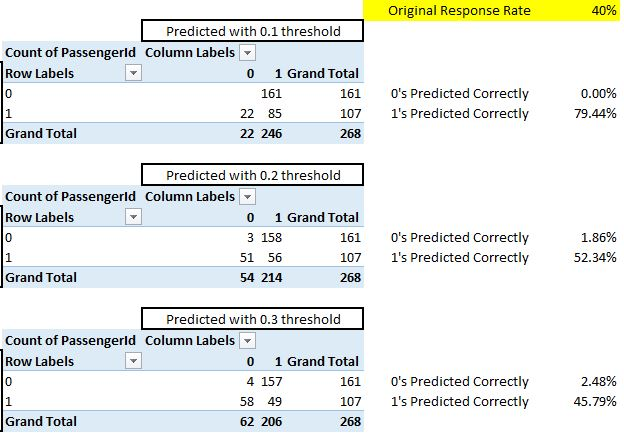 Original Response Rate 40%
Predicted with 0.1 threshold
Count of PassengerId Column Labels
Row Labels 0 1 Grand Total
0 161 161 0's Predicted Correctly 0.00%
1 22 85 107 1's Predicted Correctly 79.44%
Grand Total 22 246 268
Predicted with 0.2 threshold
Count of PassengerId Column Labels
Row Labels 0 1 Grand Total
0 3 158 161 0's Predicted Correctly 1.86%
1 51 56 107 1's Predicted Correctly 52.34%
Grand Total 54 214 268
Predicted with 0.3 threshold
Count of PassengerId Column Labels
Row Labels 0 1 Grand Total
0 4 157 161 0's Predicted Correctly 2.48%
1 58 49 107 1's Predicted Correctly 45.79%
Grand Total 62 206 268